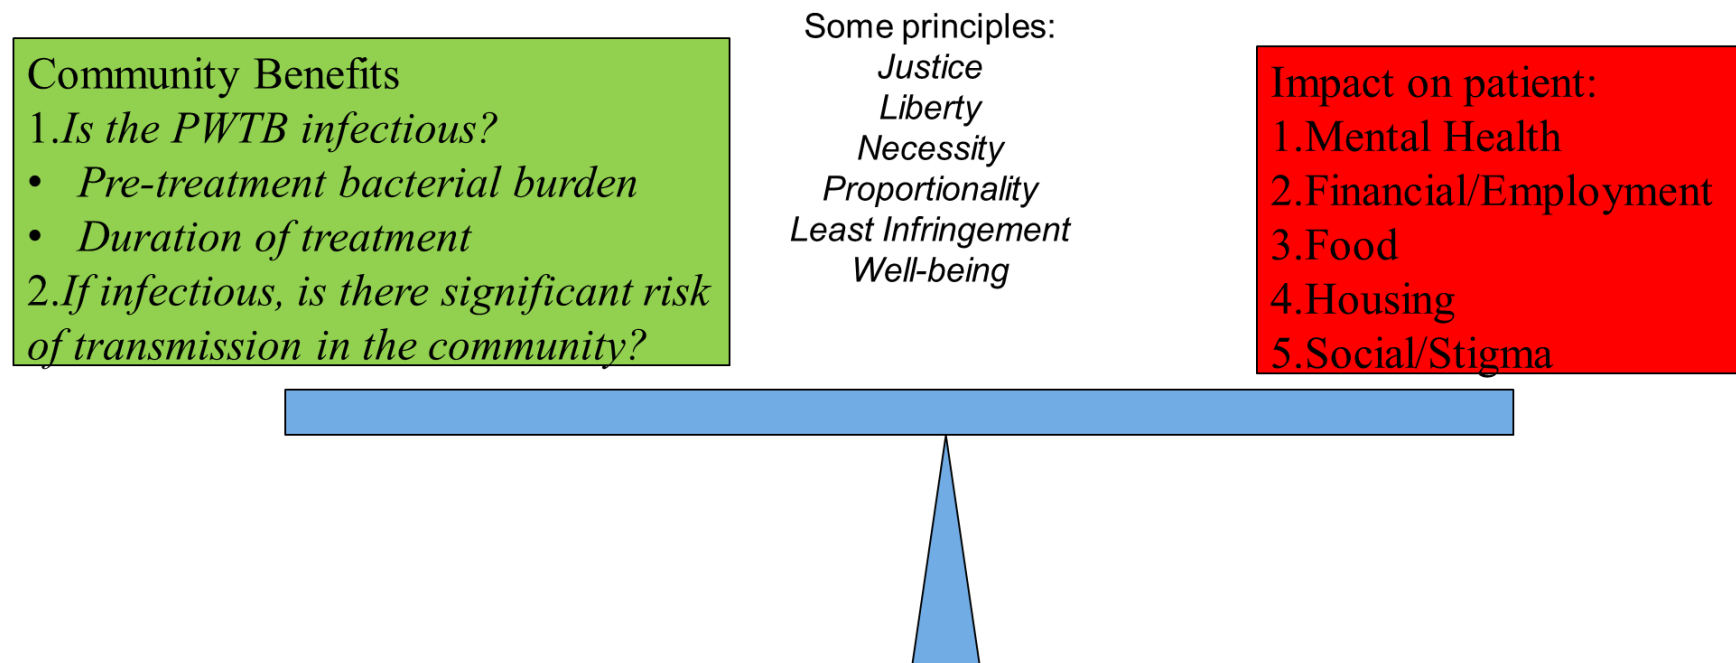 Community Benefits
1.Is the PWTB infectious?
• Pre-treatment bacterial burden
• Duration of treatment
2.If infectious, is there significant risk
of transmission in the community?
Some principles:
Justice
Liberty
Necessity
Proportionality
Least Infringement
Well-being
Impact on patient:
1.Mental Health
2.Financial/Employment
3.Food
4.Housing
5.Social/Stigma